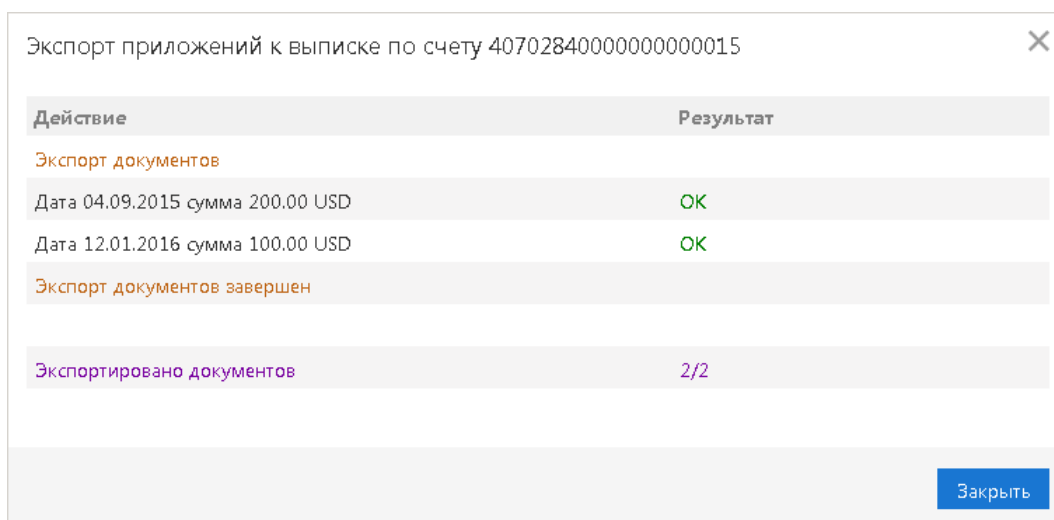 Экспорт приложений к выписке по счету 40702840000000000015
Действие Результат
Экспорт документов
Дата 04.09.2015 сумма 200.00 USD OK
Дата 12.01.2016 сумма 100.00 USD OK
Экспорт документов завершен
Экспортировано документов 2/2
Закрыть